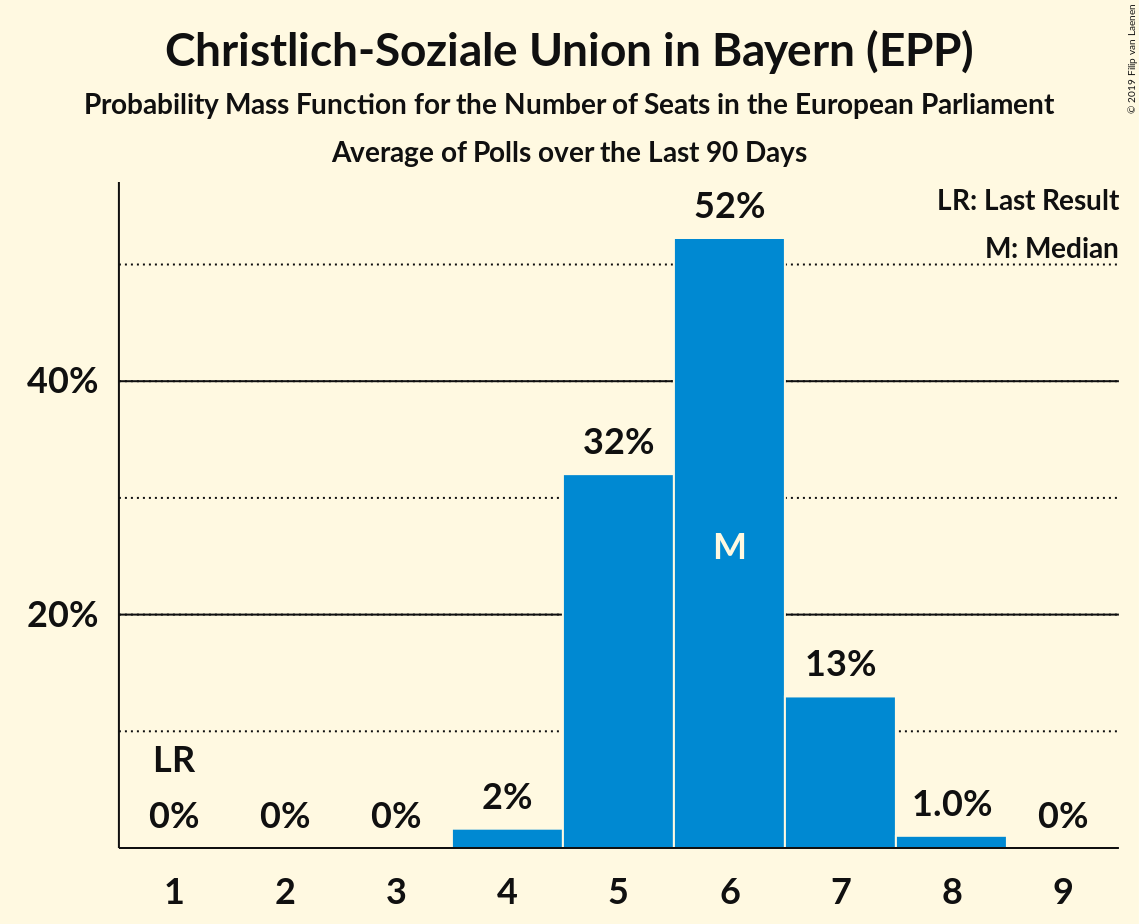 Christlich-Soziale Union in Bayern (EPP)
Probability Mass Function for the Number of Seats in the European Parliament
Average of Polls over the Last 90 Days
© 2019 Filip van Laenen
LR: Last Result
M: Median
52%
40%
32%
M
20%
13%
LR
0% 0% 0% 2% 1.0% 0%
1 2 3 4 5 6 7 8 9